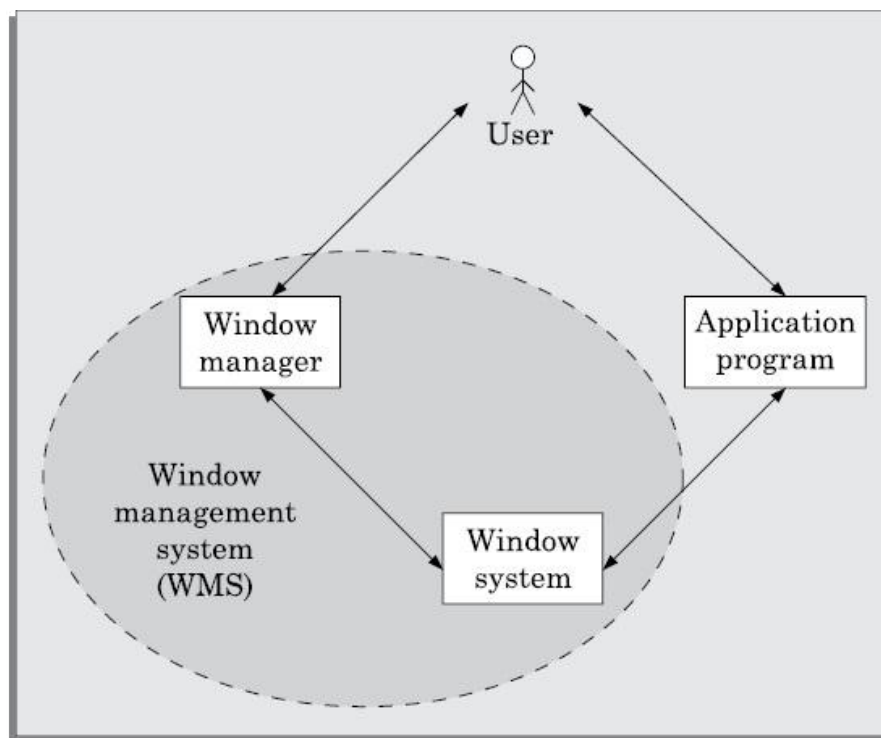 User
Window
manager
Application
program
Window
management
system
(WMS)
Window
system